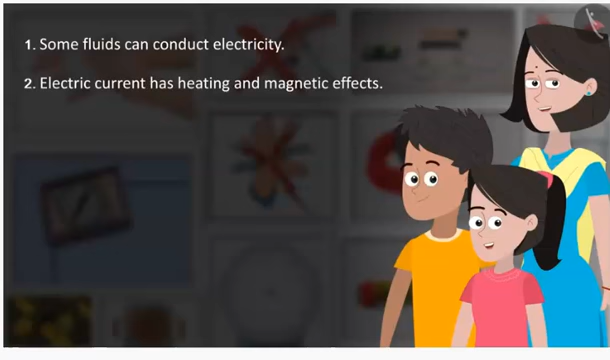 1. Some fluids can conduct electricity.
2. Electric current has heating and magnetic effects.